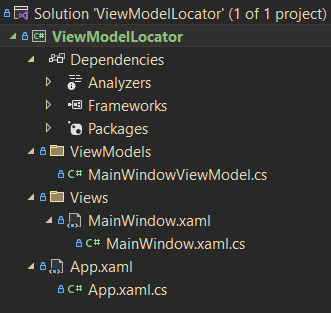 Solution 'ViewModelLocator' (1 of 1 project)
ViewModelLocator
Dependencies
Analyzers
Frameworks
Packages
ViewModels
C# MainWindowViewModel.cs
Views
MainWindow.xaml
C# MainWindow.xaml.cs
App.xaml
C# App.xaml.cs